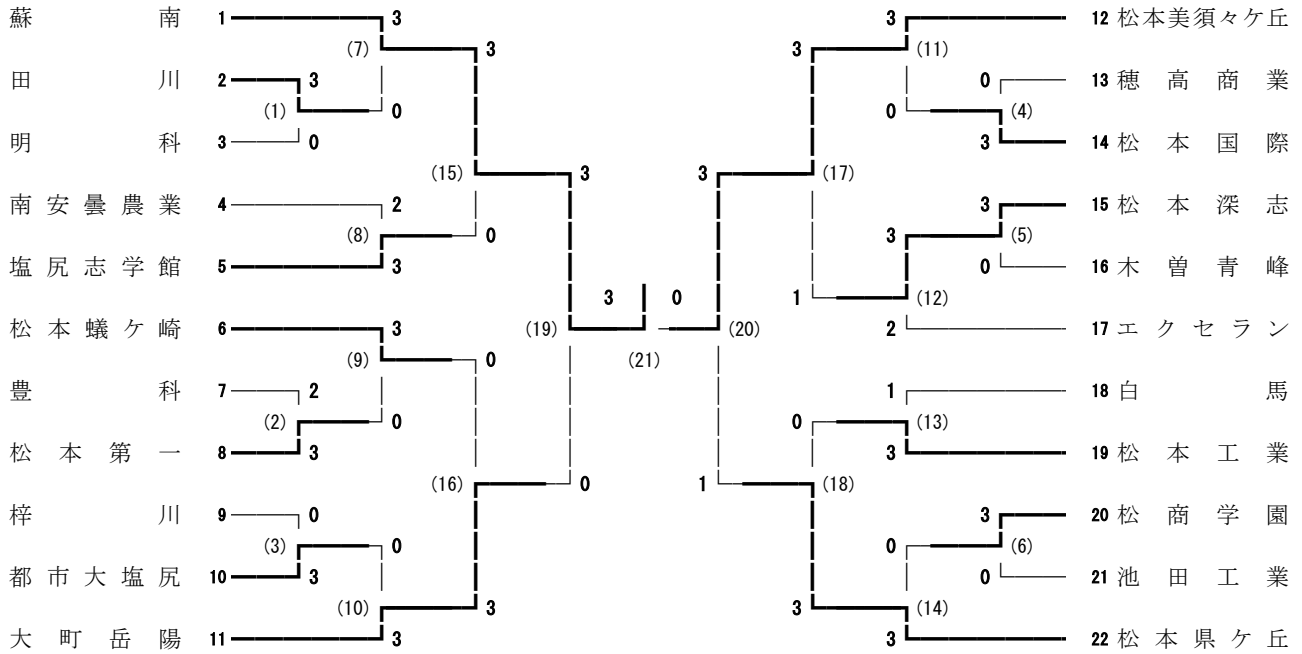 蘇南 1 3 3 12 松本美須々ケ丘
(7) 3 3 (11)
田川 2 3 0 13 穂高商業
(1) 0 0 (4)
明科 3 0 3 14 松本国際
(15) 3 3 (17)
南安曇農業 4 2 3 15 松本深志
(8) 0 3 (5)
塩尻志学館 5 3 0 16 木曽青峰
3 0 1 (12)
松本蟻ケ崎 6 3 (19) (21) (20) 2 17 エクセラン
(9) 0
豊科 7 2 1 18 白馬
(2) 0 0 (13)
松本第一 8 3 3 19 松本工業
(16) 0 1 (18)
梓川 9 0 3 20 松商学園
(3) 0 0 (6)
都市大塩尻 10 3 0 21 池田工業
(10) 3 3 (14)
大町岳陽 11 3 3 22 松本県ケ丘